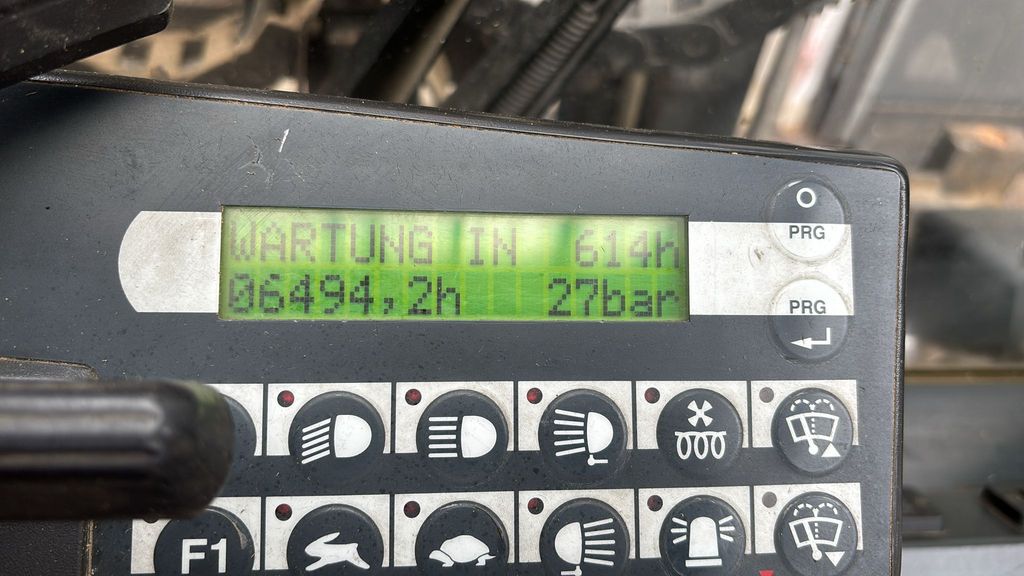 WARTUNG IN 614h
06494,2h 27bar
O
PRG
PRG
F1